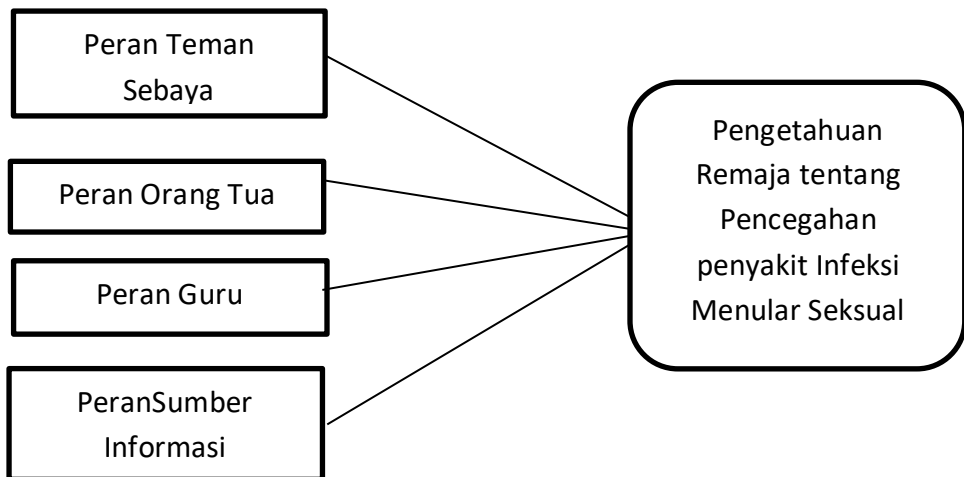 Peran Teman
Sebaya
Peran Orang Tua
Peran Guru
PeranSumber
Informasi
Pengetahuan
Remaja tentang
Pencegahan
penyakit Infeksi
Menular Seksual